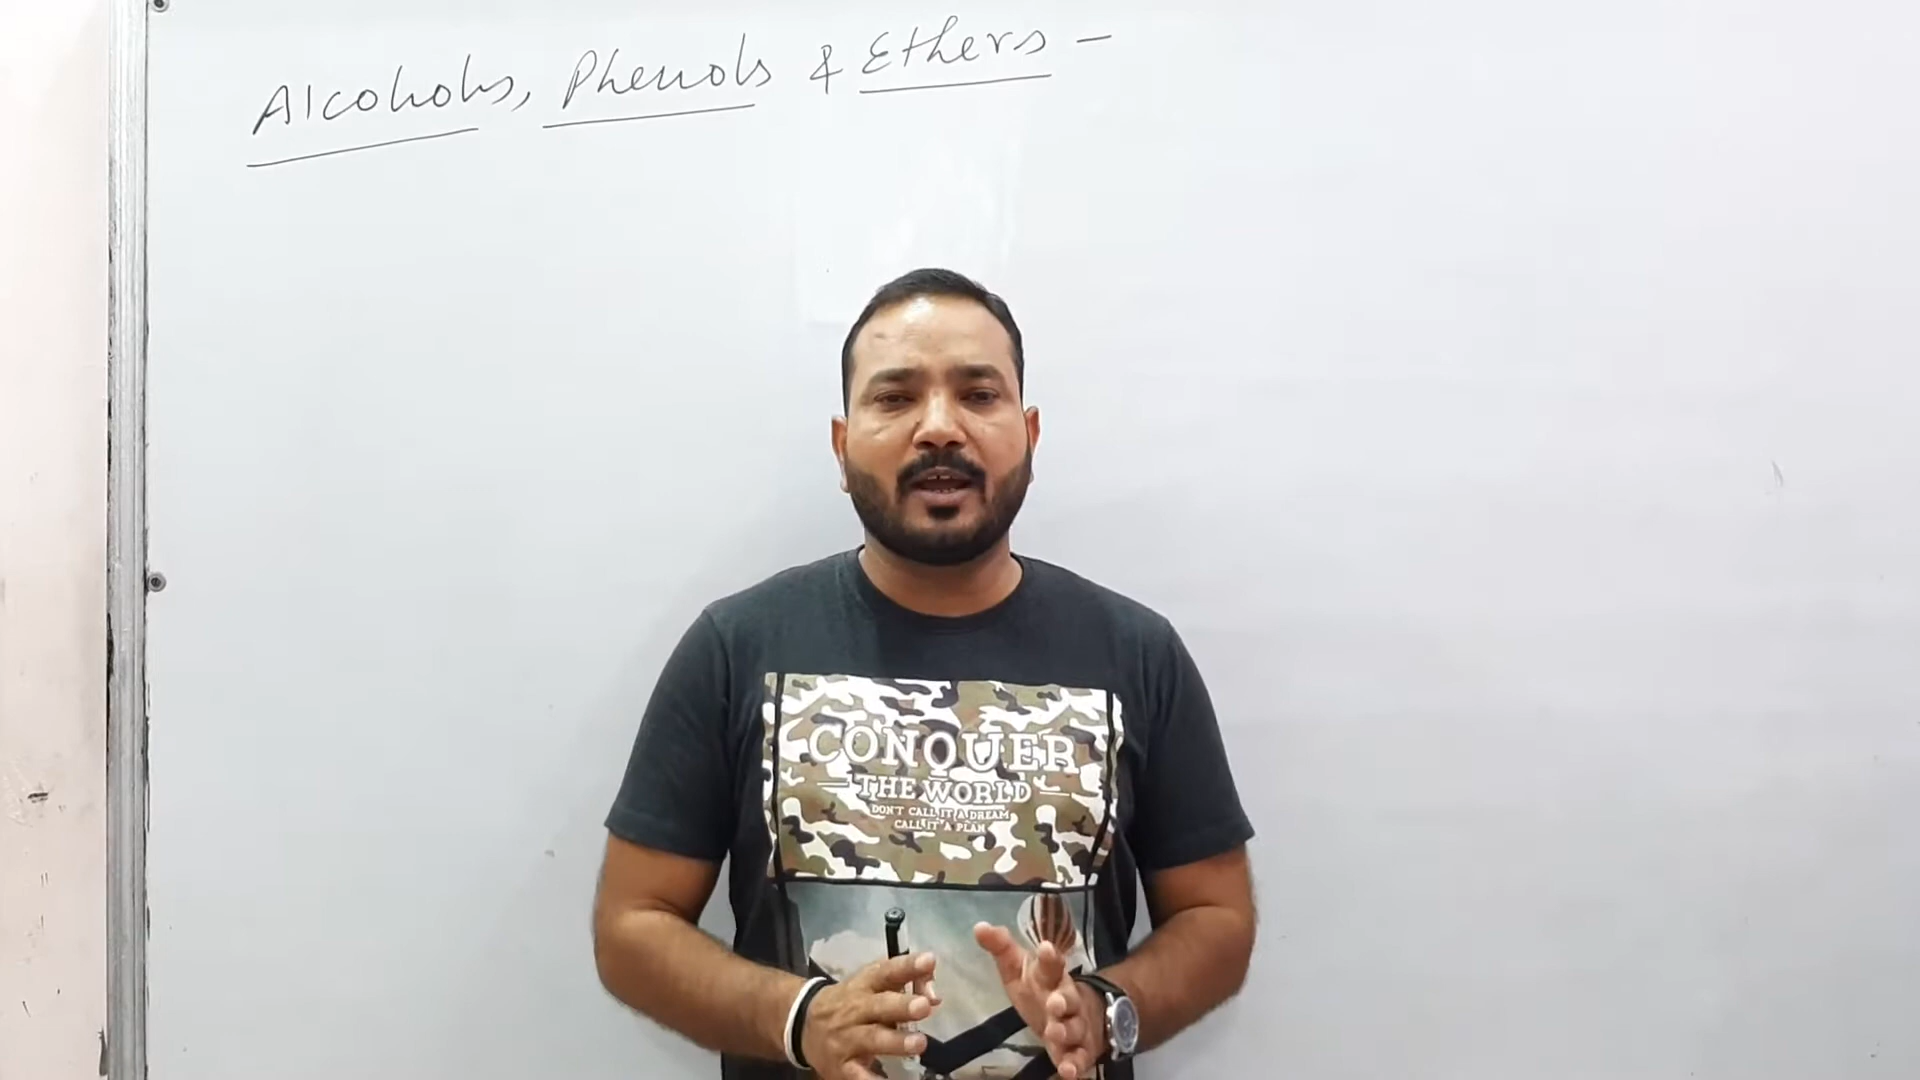 Alcohols, Phenols & Ethers -
CONQUER
THE WORLD
DON'T CALL IT A DREAM
CALL IT A PLAN